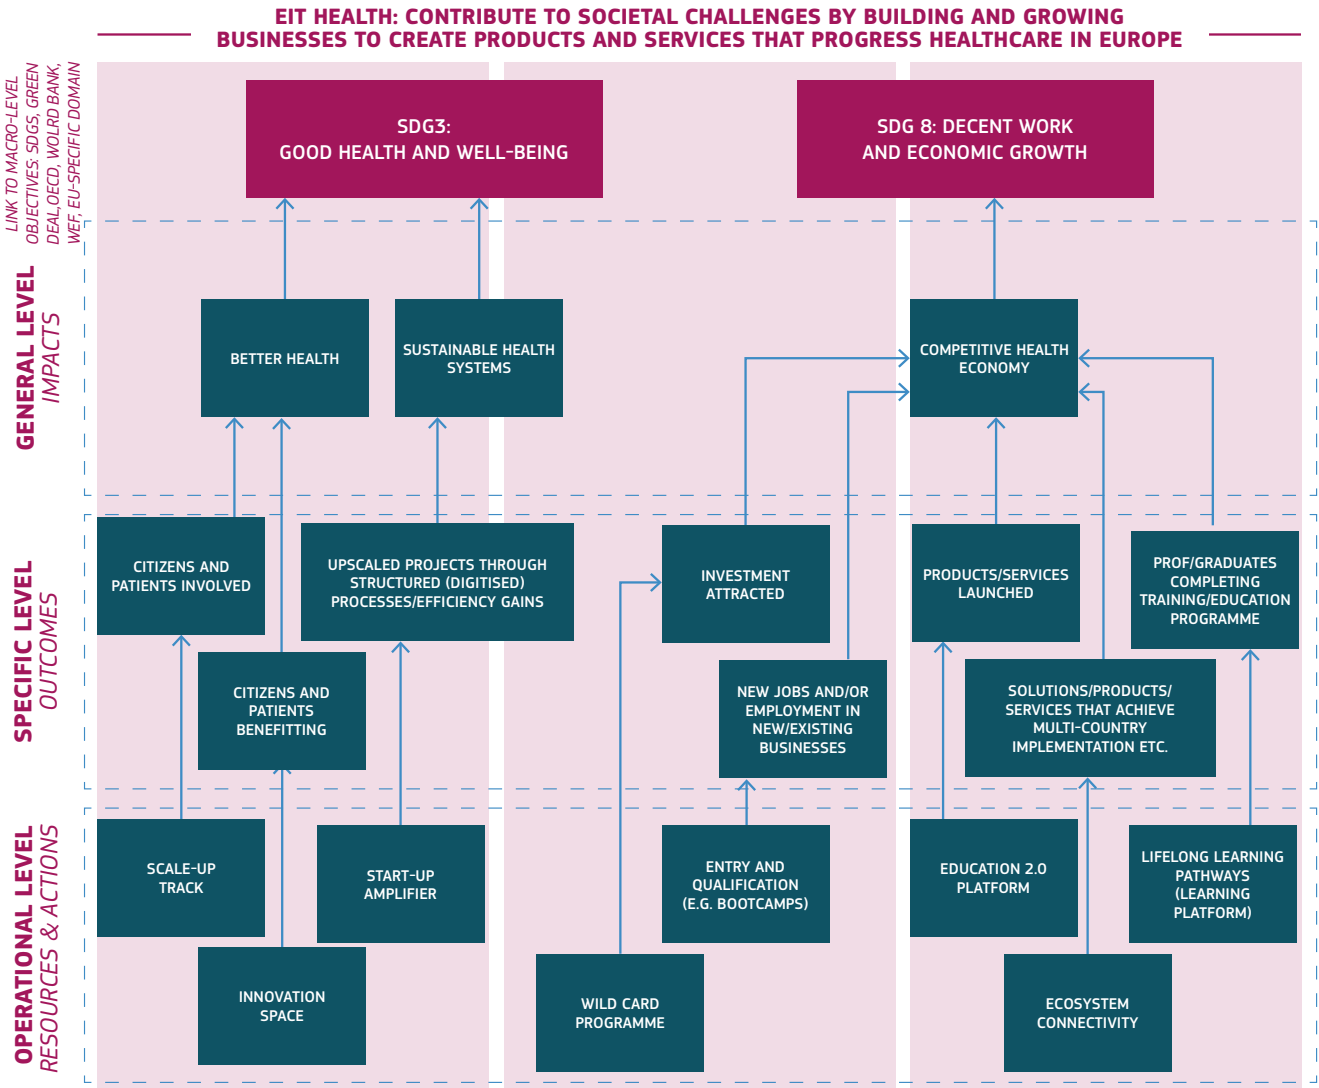 EIT HEALTH: CONTRIBUTE TO SOCIETAL CHALLENGES BY BUILDING AND GROWING
BUSINESSES TO CREATE PRODUCTS AND SERVICES THAT PROGRESS HEALTHCARE IN EUROPE
LINK TO MACRO-LEVEL
OBJECTIVES: SDGS, GREEN
DEAL, OECD, WOLRD BANK,
WEF, EU-SPECIFIC DOMAIN
SDG3:
GOOD HEALTH AND WELL-BEING
SDG 8: DECENT WORK
AND ECONOMIC GROWTH
GENERAL LEVEL
IMPACTS
BETTER HEALTH
SUSTAINABLE HEALTH
SYSTEMS
COMPETITIVE HEALTH
ECONOMY
SPECIFIC LEVEL
OUTCOMES
CITIZENS AND
PATIENTS INVOLVED
UPSCALED PROJECTS THROUGH
STRUCTURED (DIGITISED)
PROCESSES/EFFICIENCY GAINS
INVESTMENT
ATTRACTED
PRODUCTS/SERVICES
LAUNCHED
PROF/GRADUATES
COMPLETING
TRAINING/EDUCATION
PROGRAMME
CITIZENS AND
PATIENTS
BENEFITTING
NEW JOBS AND/OR
EMPLOYMENT IN
NEW/EXISTING
BUSINESSES
SOLUTIONS/PRODUCTS/
SERVICES THAT ACHIEVE
MULTI-COUNTRY
IMPLEMENTATION ETC.
OPERATIONAL LEVEL
RESOURCES & ACTIONS
SCALE-UP
TRACK
START-UP
AMPLIFIER
ENTRY AND
QUALIFICATION
(E.G. BOOTCAMPS)
EDUCATION 2.0
PLATFORM
LIFELONG LEARNING
PATHWAYS
(LEARNING
PLATFORM)
INNOVATION
SPACE
WILD CARD
PROGRAMME
ECOSYSTEM
CONNECTIVITY